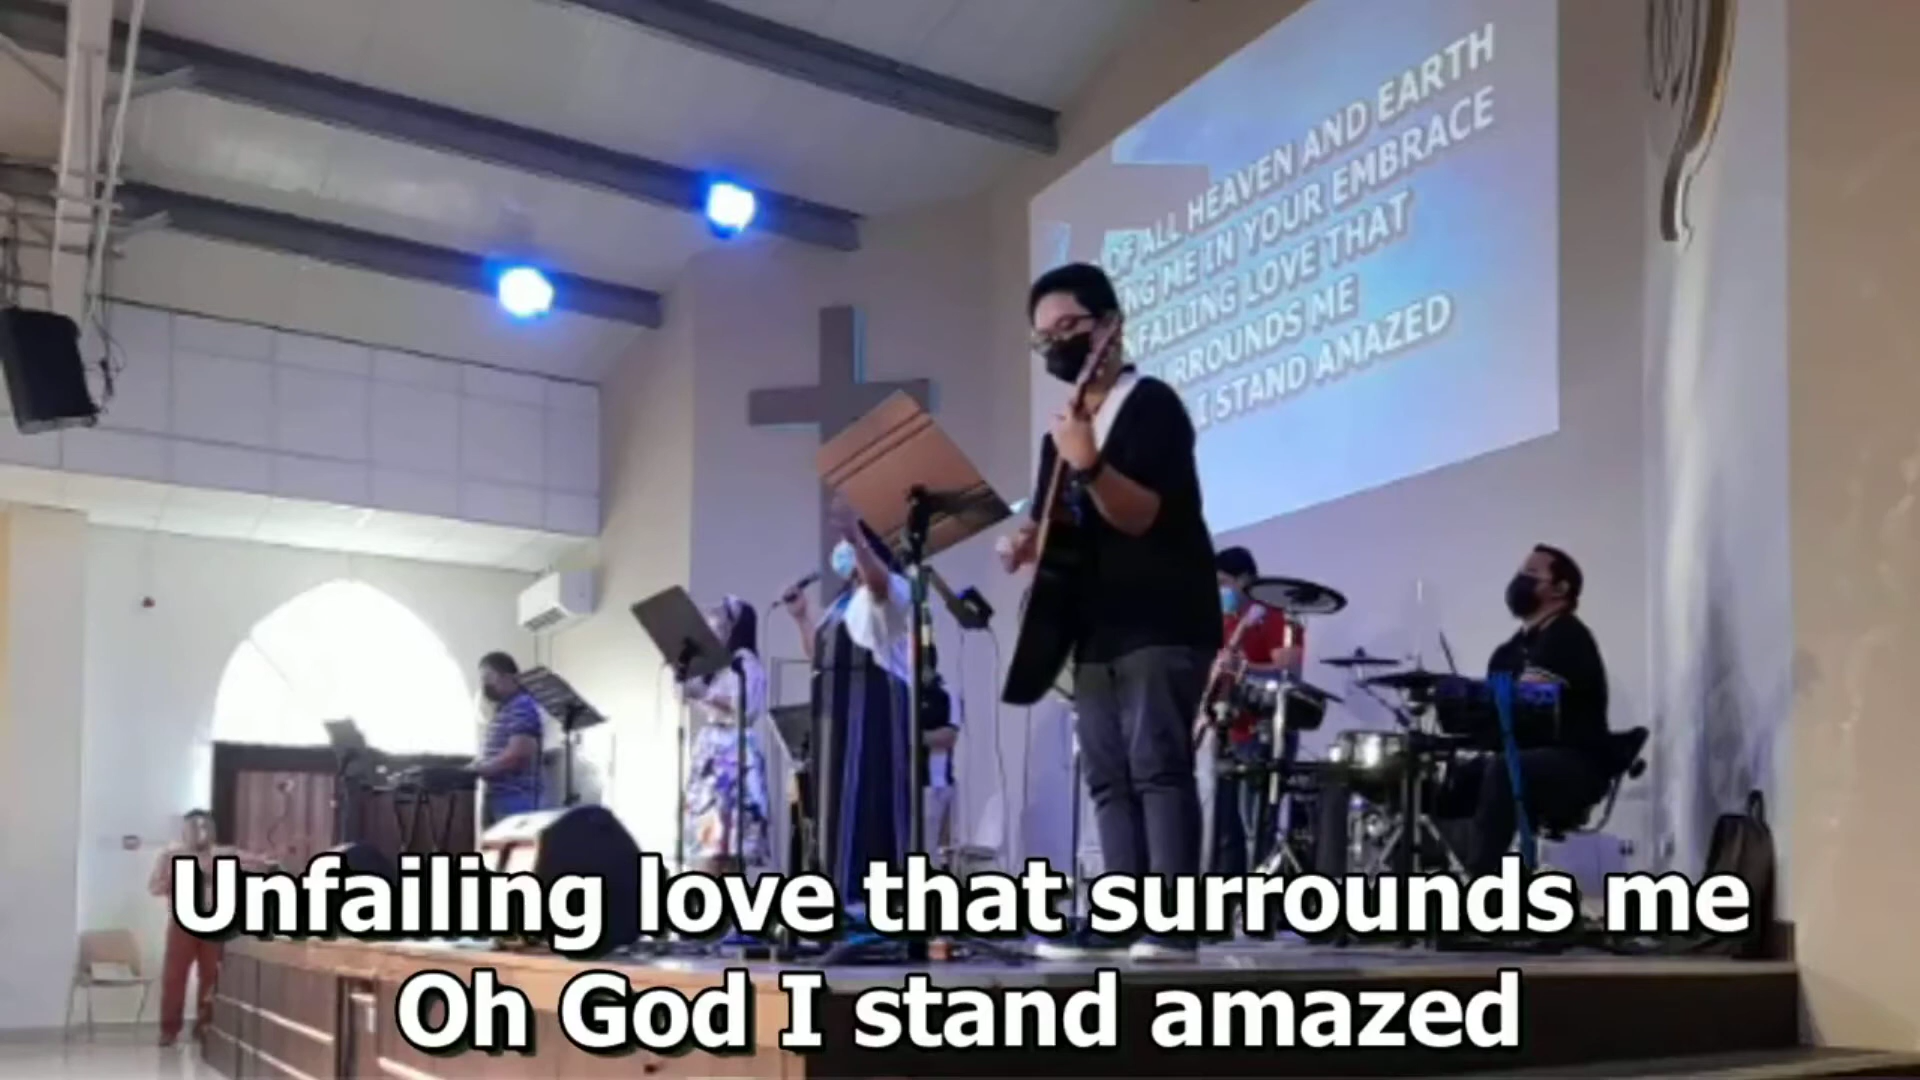 OF ALL HEAVEN AND EARTH
ME IN YOUR EMBRACE
LOVE THAT
ME
I STAND AMAZED
Unfailing love that surrounds me
Oh God I stand amazed